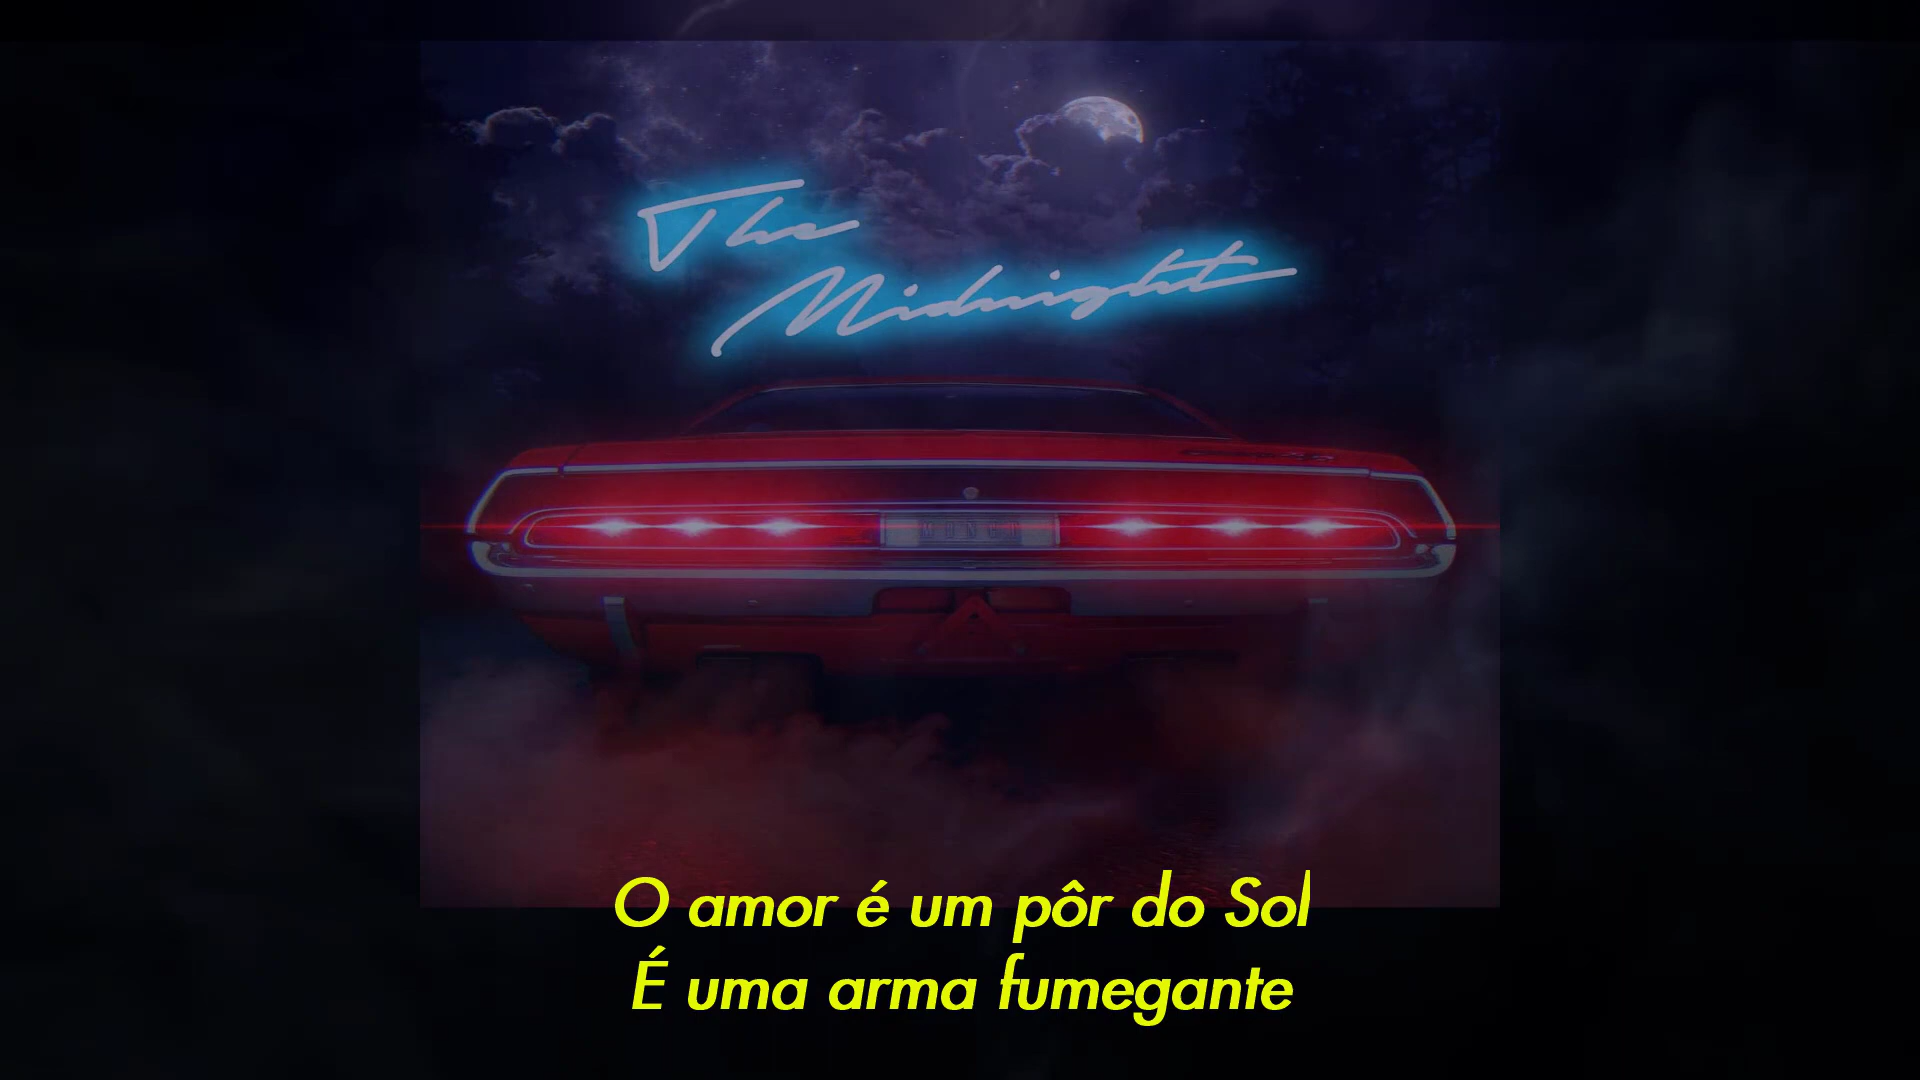 The
Midnight
O amor é um pôr do Sol
É uma arma fumegante